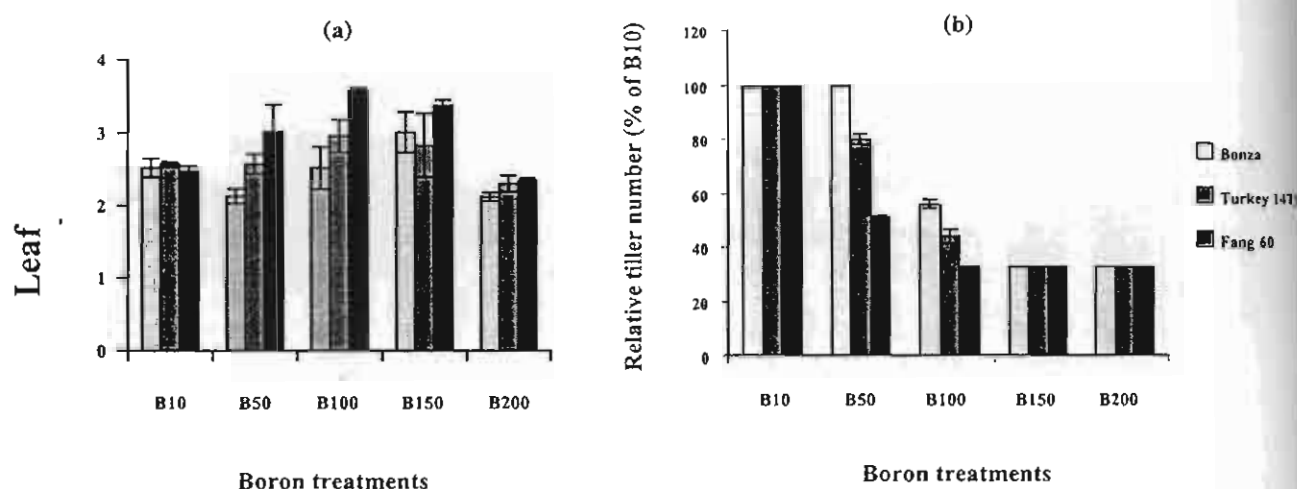 (a)
4
3
2
1
0
Leaf
B10 B50 B100 B150 B200
Boron treatments
(b)
120
100
80
60
40
20
0
Relative tiller number (% of B10)
B10 B50 B100 B150 B200
Boron treatments
Bonza
Turkey
Fang 60